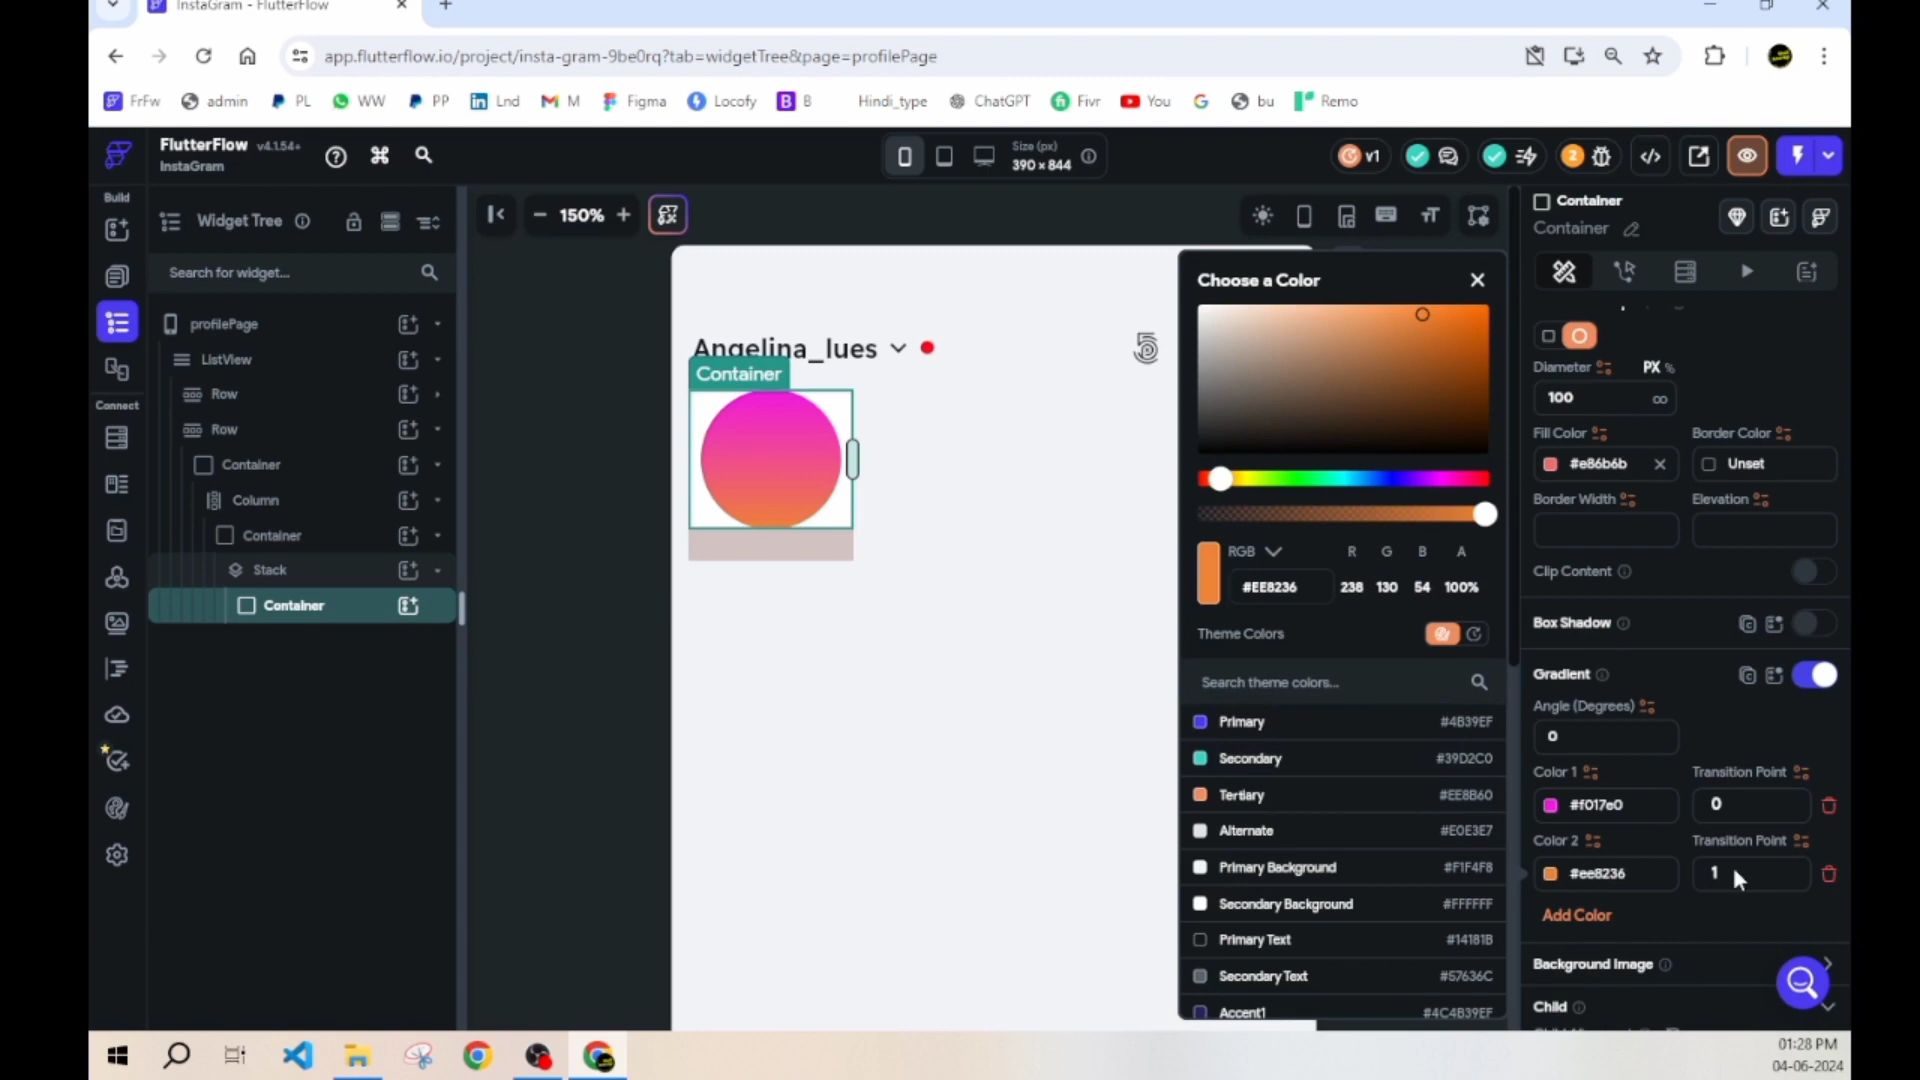 InstaGram - FlutterFlow
app.flutterflow.io/project/insta-gram-9be0rq?tab=widgetTree&page=profilePage
FrFw admin PL WW PP Lnd M Figma Locofy B Hindi_type ChatGPT Fivr You bu Remo
FlutterFlow v4.1.54+
InstaGram
Size (px)
390 × 844
v1
2
Build
Connect
Widget Tree
Search for widget...
profilePage
ListView
Row
Row
Container
Column
Container
Stack
Container
150%
Angelina_lues
Container
Choose a Color
RGB R G B A
#EE8236 238 130 54 100%
Theme Colors
Search theme colors...
Primary #4B39EF
Secondary #39D2C0
Tertiary #EE8B60
Alternate #E0E3E7
Primary Background #F1F4F8
Secondary Background #FFFFFF
Primary Text #14181B
Secondary Text #57636C
Accent1 #4C4B39EF
Container
Container
Diameter PX %
100
Fill Color Border Color
#e86b6b Unset
Border Width Elevation
Clip Content
Box Shadow
Gradient
Angle (Degrees)
0
Color 1 Transition Point
#f017e0 0
Color 2 Transition Point
#ee8236 1
Add Color
Background Image
Child
01:28 PM
04-06-2024